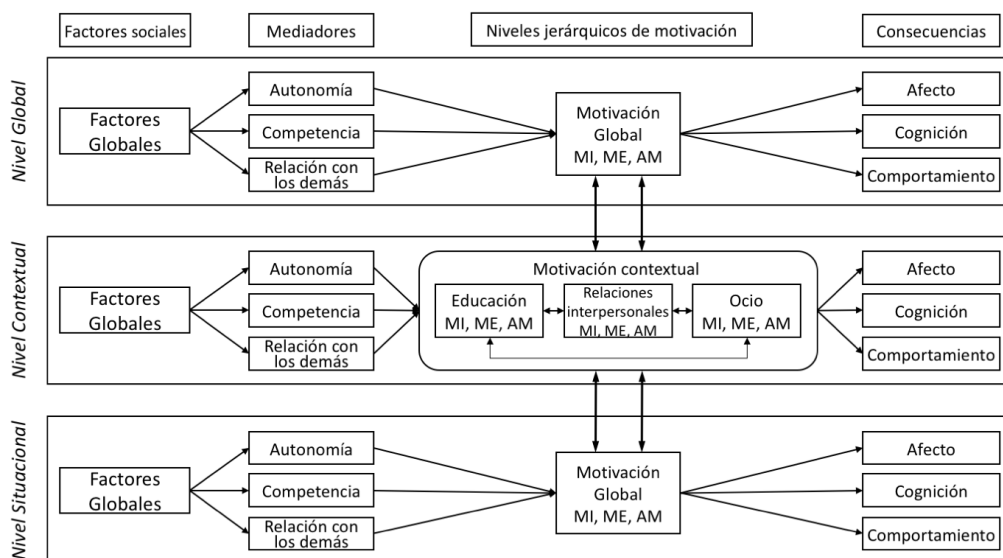 Factores sociales
Mediadores
Niveles jerárquicos de motivación
Consecuencias
Nivel Global
Factores
Globales
Autonomía
Competencia
Relación con
los demás
Motivación
Global
MI, ME, AM
Afecto
Cognición
Comportamiento
Nivel Contextual
Factores
Globales
Autonomía
Competencia
Relación con
los demás
Motivación contextual
Educación
MI, ME, AM
Relaciones
interpersonales
MI, ME, AM
Ocio
MI, ME, AM
Afecto
Cognición
Comportamiento
Nivel Situacional
Factores
Globales
Autonomía
Competencia
Relación con
los demás
Motivación
Global
MI, ME, AM
Afecto
Cognición
Comportamiento